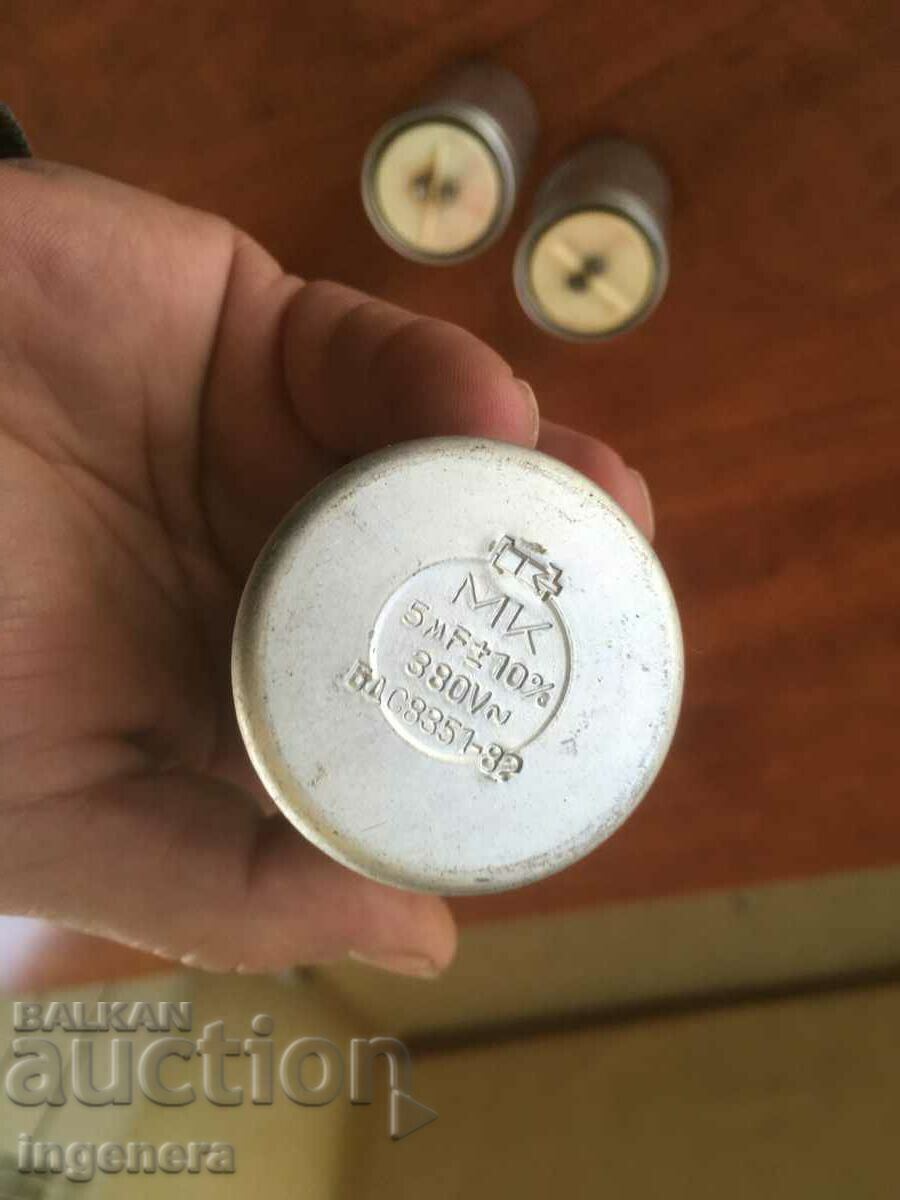 МК
5мF±10%
380V~
БДС8351-82
BALKAN
auction
ingenera